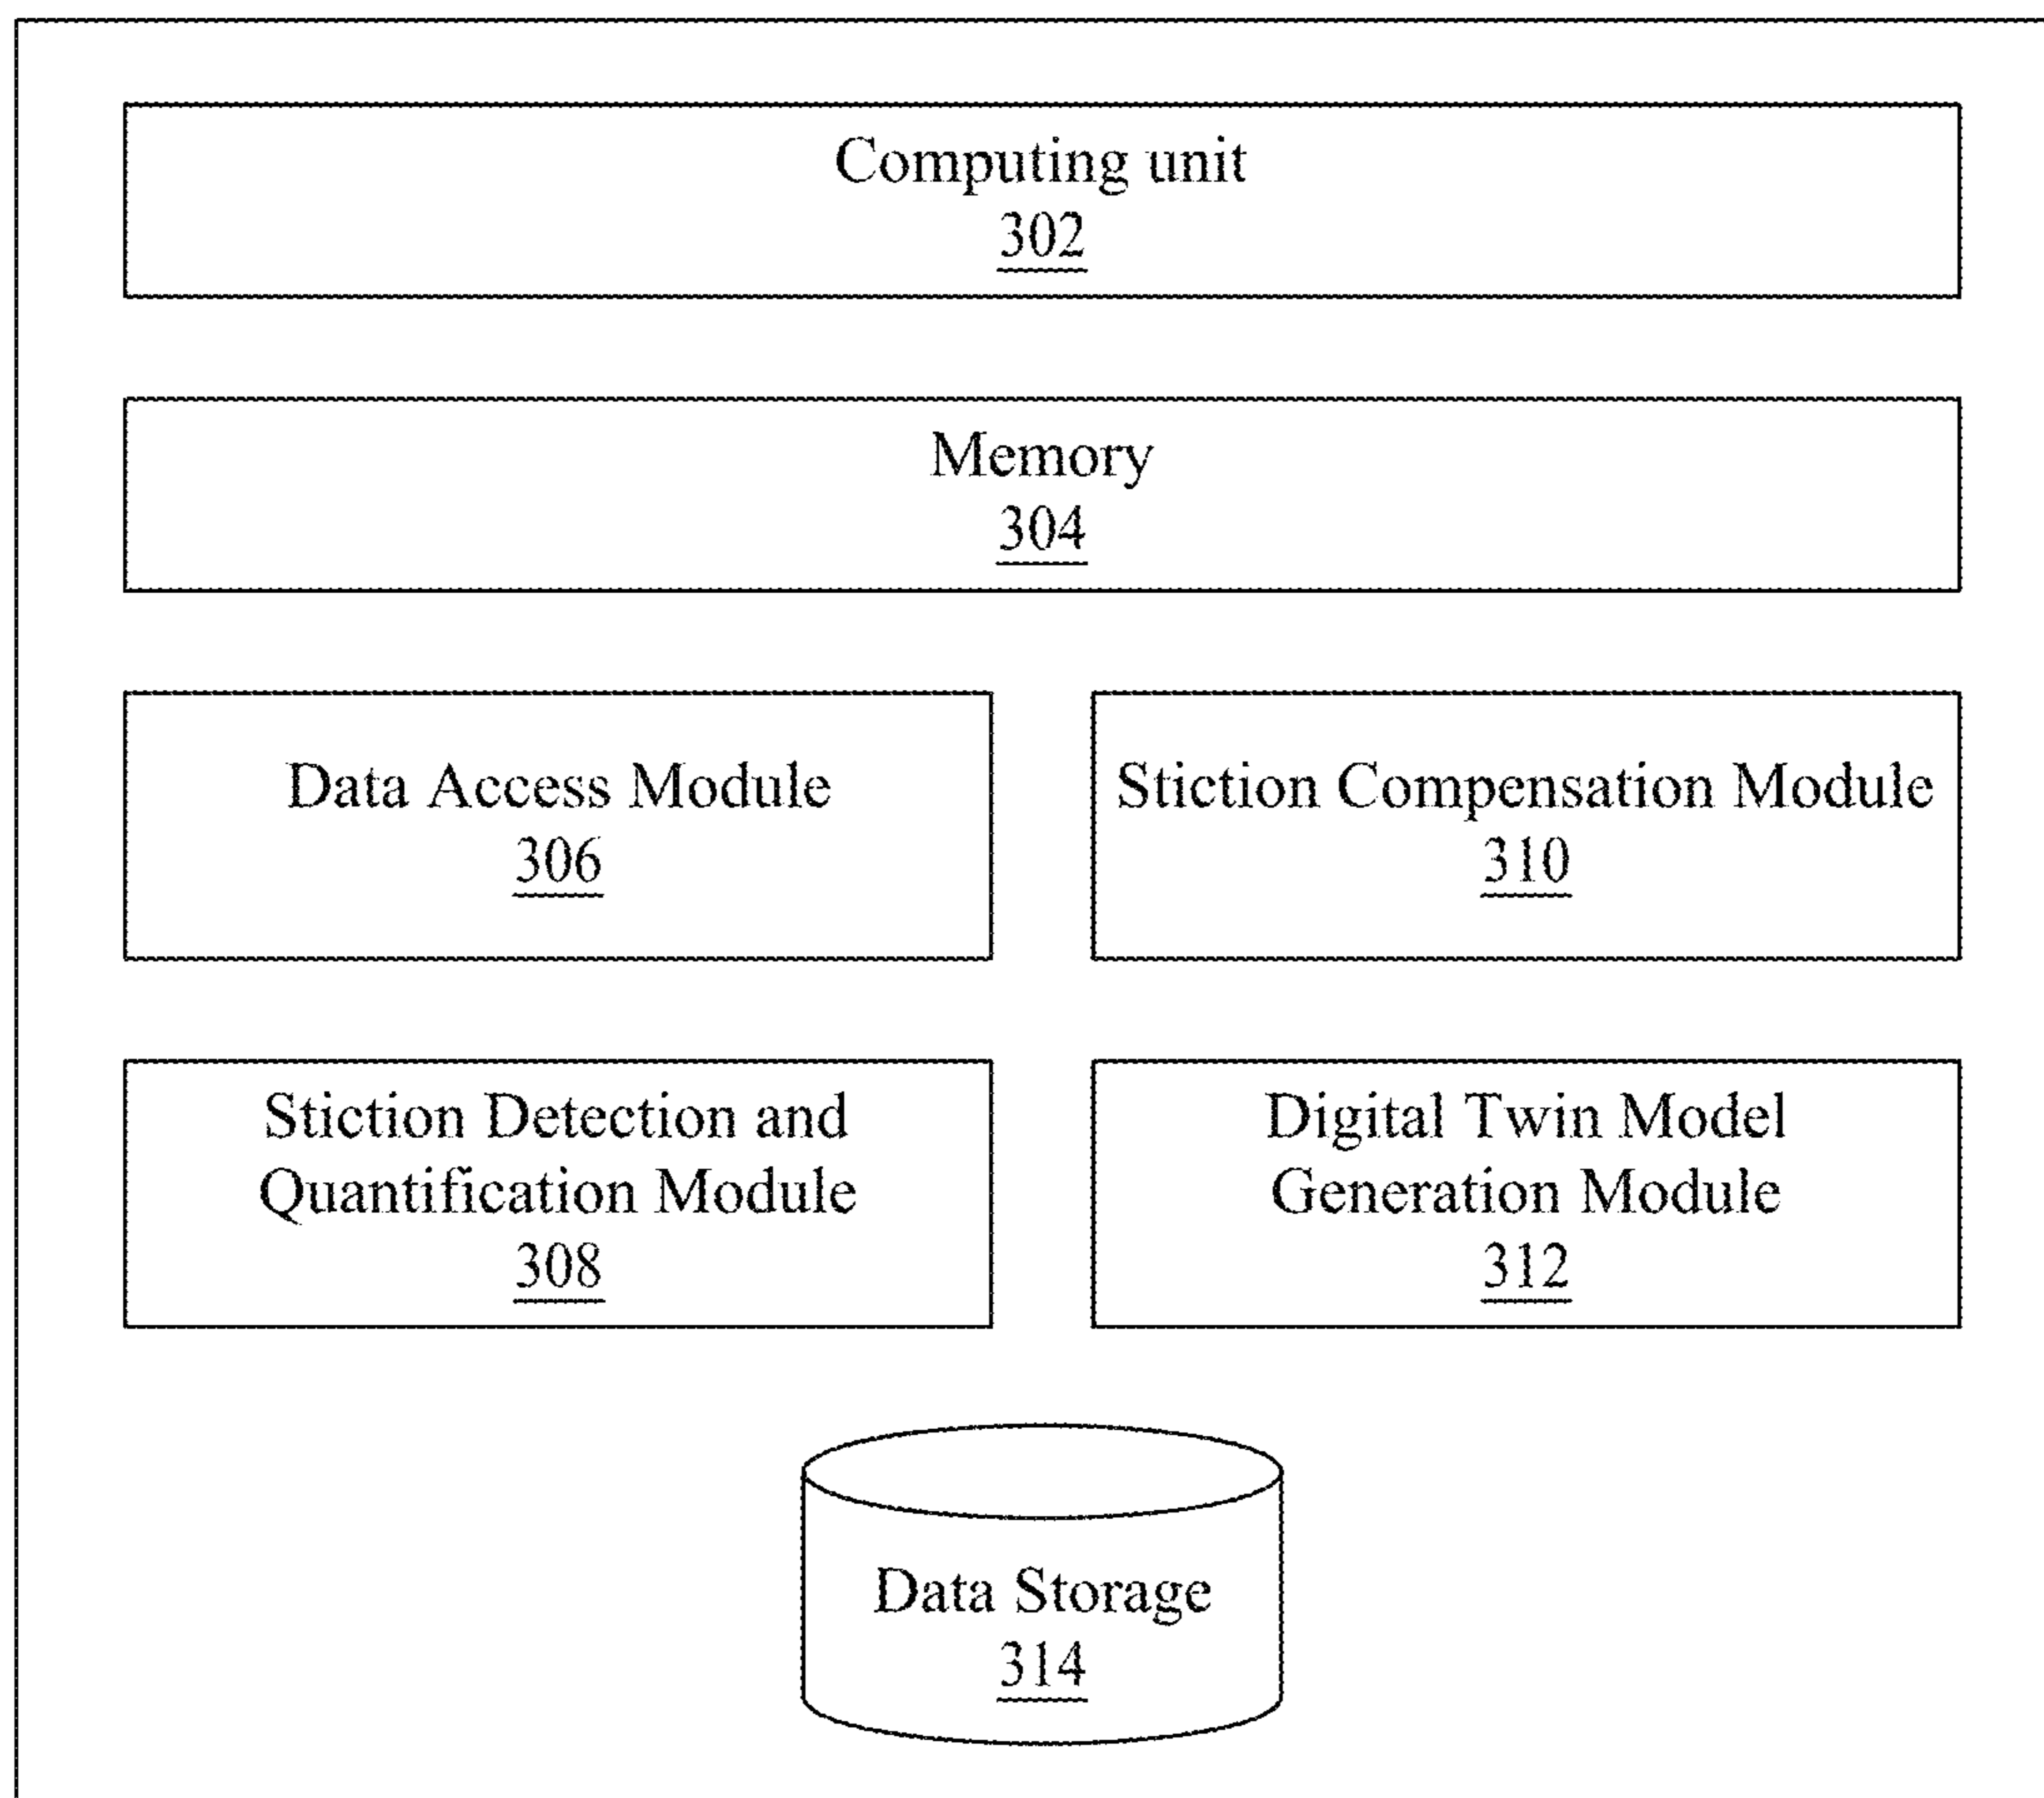 Computing unit
302
Memory
304
Data Access Module
306
Stiction Compensation Module
310
Stiction Detection and
Quantification Module
308
Digital Twin Model
Generation Module
312
Data Storage
314